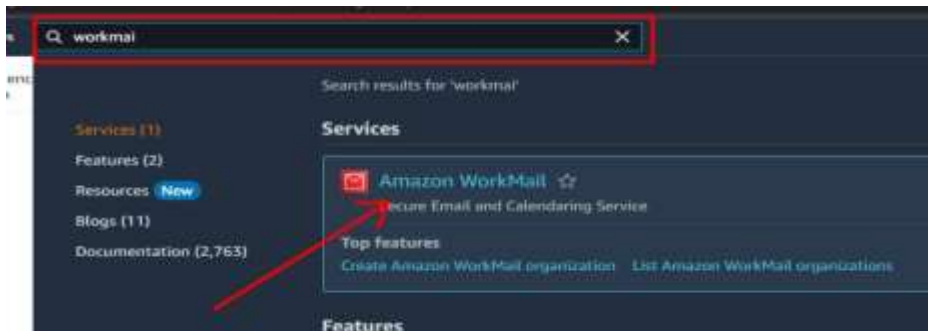 workmai
Search results for 'workmai'
Services (1)
Features (2)
Resources New
Blogs (11)
Documentation (2,763)
Services
Amazon WorkMail
Secure Email and Calendaring Service
Top features
Create Amazon WorkMail organization List Amazon WorkMail organizations
Features